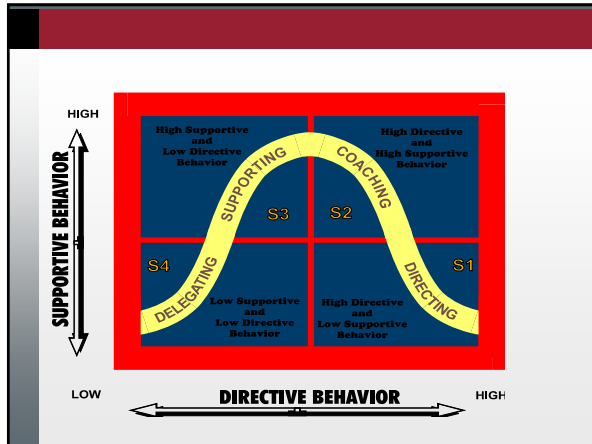 HIGH
High Supportive
and
Low Directive
Behavior
High Directive
and
High Supportive
Behavior
SUPPORTING
COACHING
S3
S2
SUPPORTIVE BEHAVIOR
S4
S1
DELEGATING
DIRECTING
Low Supportive
and
Low Directive
Behavior
High Directive
and
Low Supportive
Behavior
LOW
DIRECTIVE BEHAVIOR
HIGH